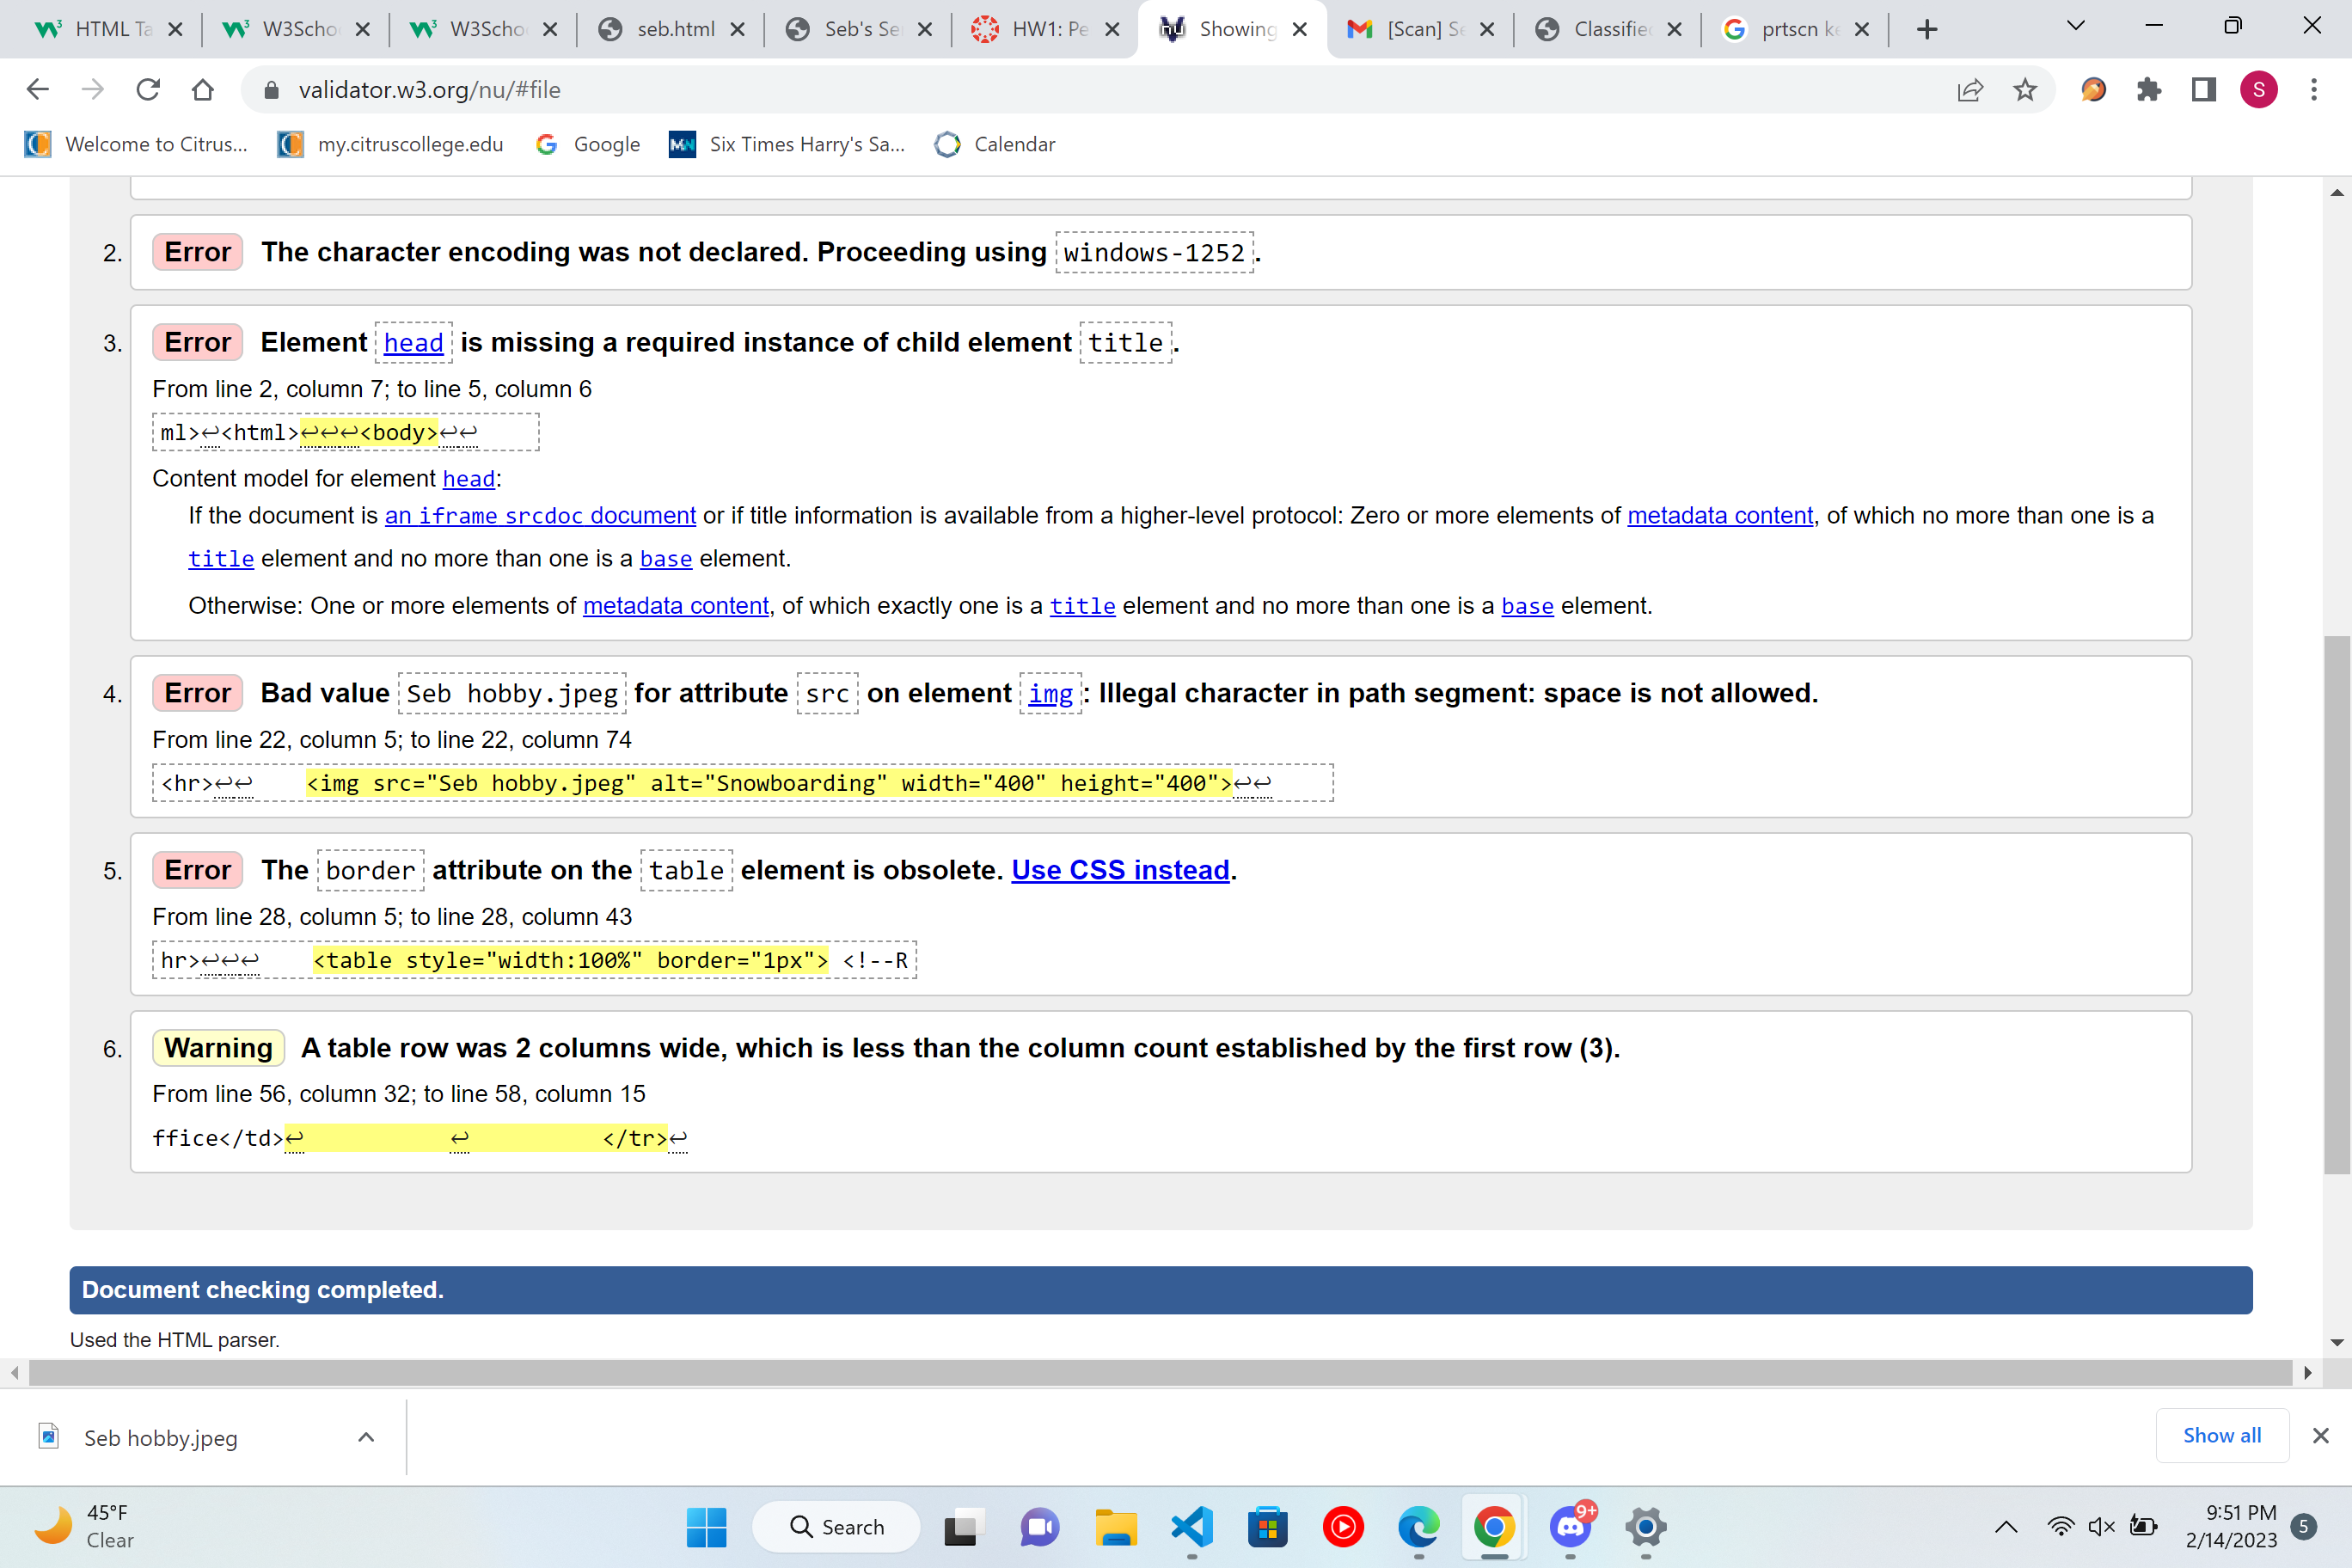 HTML Ta
W3Scho
W3Scho
seb.html
Seb's Se
HW1: Pe
Showing
[Scan] Se
Classified
prtscn ke
validator.w3.org/nu/#file
S
Welcome to Citrus...
my.citruscollege.edu
Google
Six Times Harry's Sa...
Calendar
2. Error The character encoding was not declared. Proceeding using windows-1252.
3. Error Element head is missing a required instance of child element title.
From line 2, column 7; to line 5, column 6
ml>↩<html>↩↩↩<body>↩↩
Content model for element head:
If the document is an iframe srcdoc document or if title information is available from a higher-level protocol: Zero or more elements of metadata content, of which no more than one is a
title element and no more than one is a base element.
Otherwise: One or more elements of metadata content, of which exactly one is a title element and no more than one is a base element.
4. Error Bad value Seb hobby.jpeg for attribute src on element img: Illegal character in path segment: space is not allowed.
From line 22, column 5; to line 22, column 74
<hr>↩↩    <img src="Seb hobby.jpeg" alt="Snowboarding" width="400" height="400">↩↩
5. Error The border attribute on the table element is obsolete. Use CSS instead.
From line 28, column 5; to line 28, column 43
hr>↩↩↩    <table style="width:100%" border="1px"> <!--R
6. Warning A table row was 2 columns wide, which is less than the column count established by the first row (3).
From line 56, column 32; to line 58, column 15
ffice</td>↩           ↩         </tr>↩
Document checking completed.
Used the HTML parser.
Seb hobby.jpeg
Show all
45°F
Clear
Search
9+
9:51 PM
2/14/2023
5